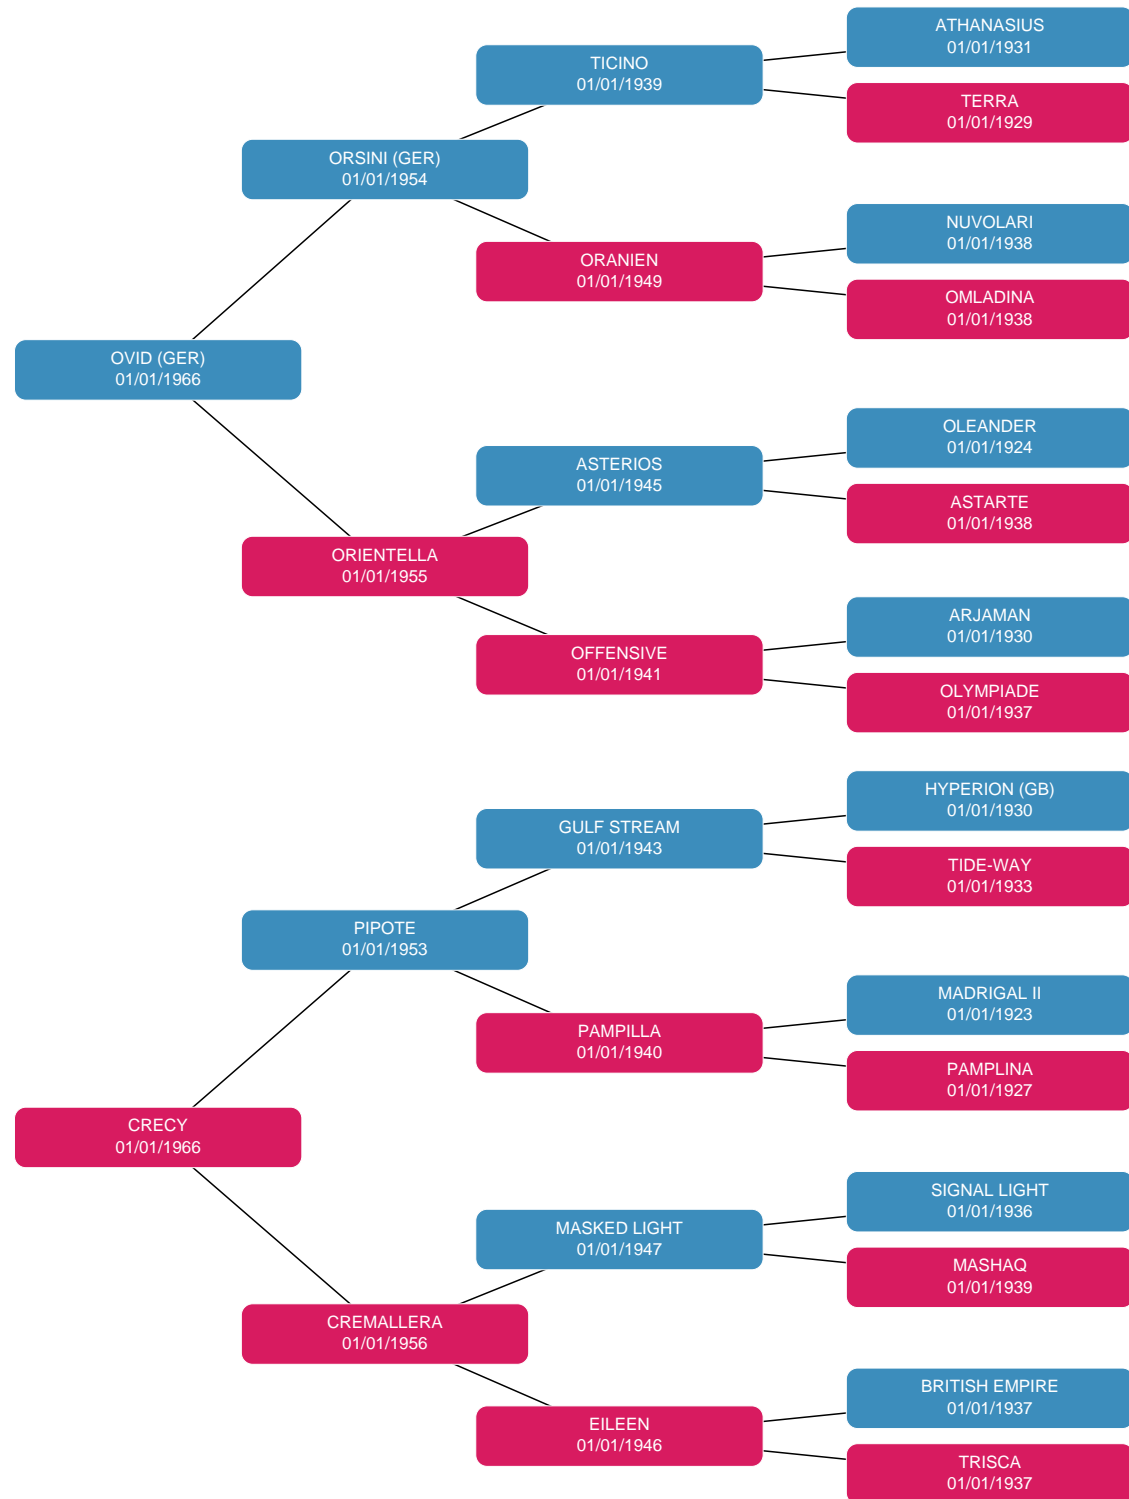 ATHANASIUS
01/01/1931
TICINO
01/01/1939
TERRA
01/01/1929
ORSINI (GER)
01/01/1954
NUVOLARI
01/01/1938
ORANIEN
01/01/1949
OMLADINA
01/01/1938
OVID (GER)
01/01/1966
OLEANDER
01/01/1924
ASTERIOS
01/01/1945
ASTARTE
01/01/1938
ORIENTELLA
01/01/1955
ARJAMAN
01/01/1930
OFFENSIVE
01/01/1941
OLYMPIADE
01/01/1937
HYPERION (GB)
01/01/1930
GULF STREAM
01/01/1943
TIDE-WAY
01/01/1933
PIPOTE
01/01/1953
MADRIGAL II
01/01/1923
PAMPILLA
01/01/1940
PAMPLINA
01/01/1927
CRECY
01/01/1966
SIGNAL LIGHT
01/01/1936
MASKED LIGHT
01/01/1947
MASHAQ
01/01/1939
CREMALLERA
01/01/1956
BRITISH EMPIRE
01/01/1937
EILEEN
01/01/1946
TRISCA
01/01/1937